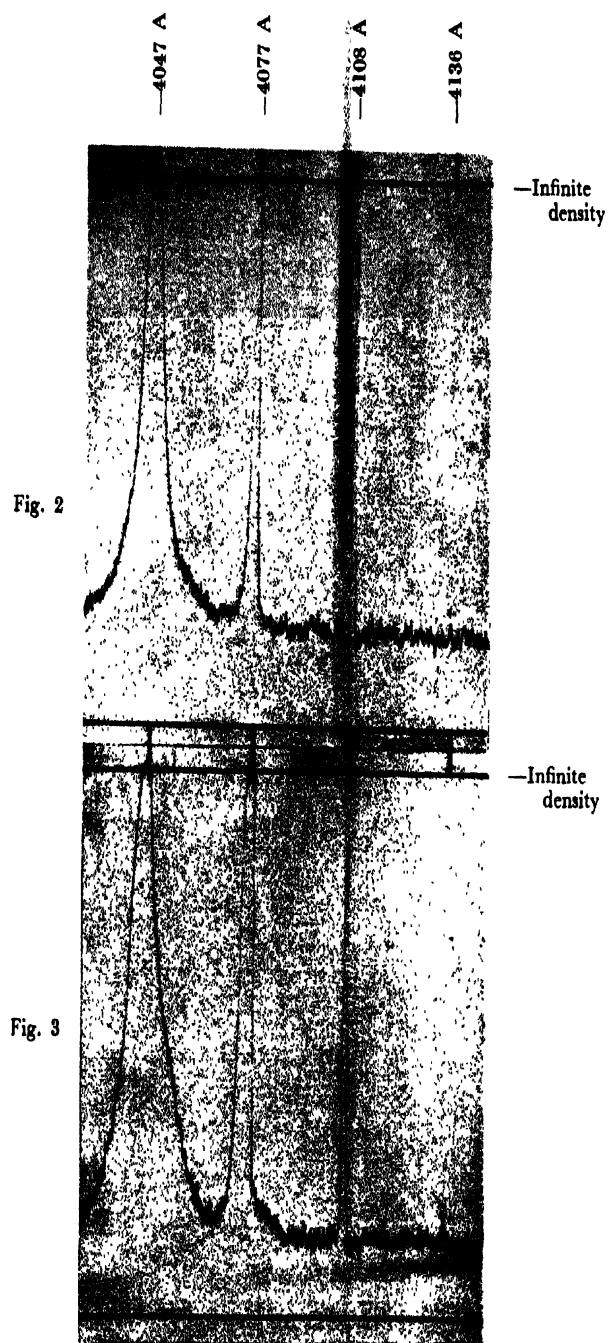 —4047 A
—4077 A
—4108 A
—4136 A
—Infinite
density
Fig. 2
—Infinite
density
Fig. 3